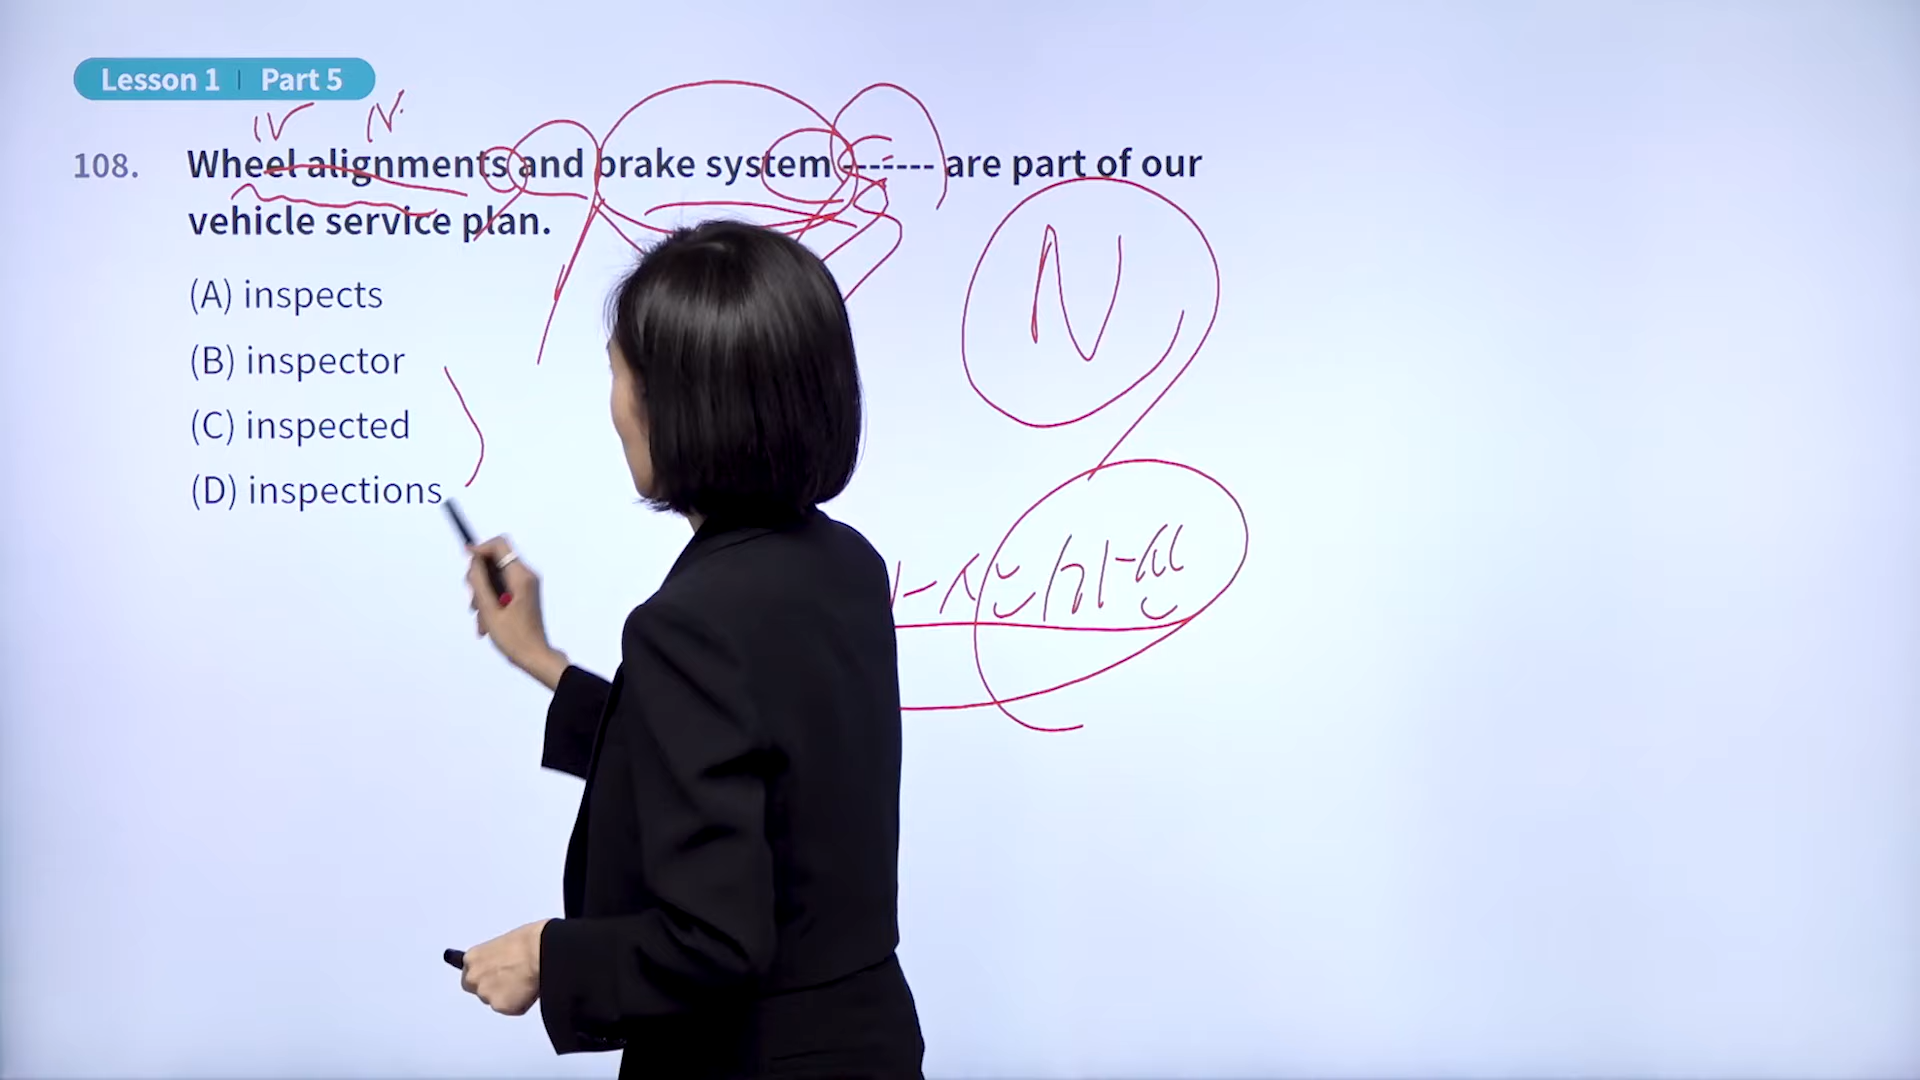 Lesson 1 | Part 5
N N
108. Wheel alignments and brake system ------- are part of our
vehicle service plan.
N
(A) inspects
(B) inspector
(C) inspected
(D) inspections